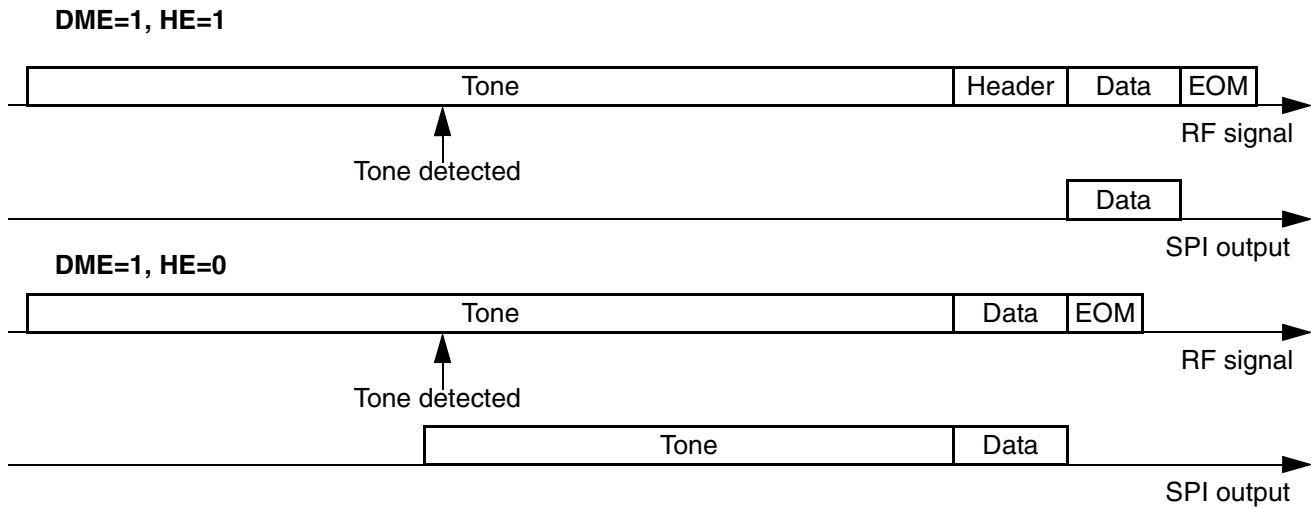 DME=1, HE=1
Tone Header Data EOM
RF signal
Tone detected
Data
SPI output
DME=1, HE=0
Tone Data EOM
RF signal
Tone detected
Tone Data
SPI output